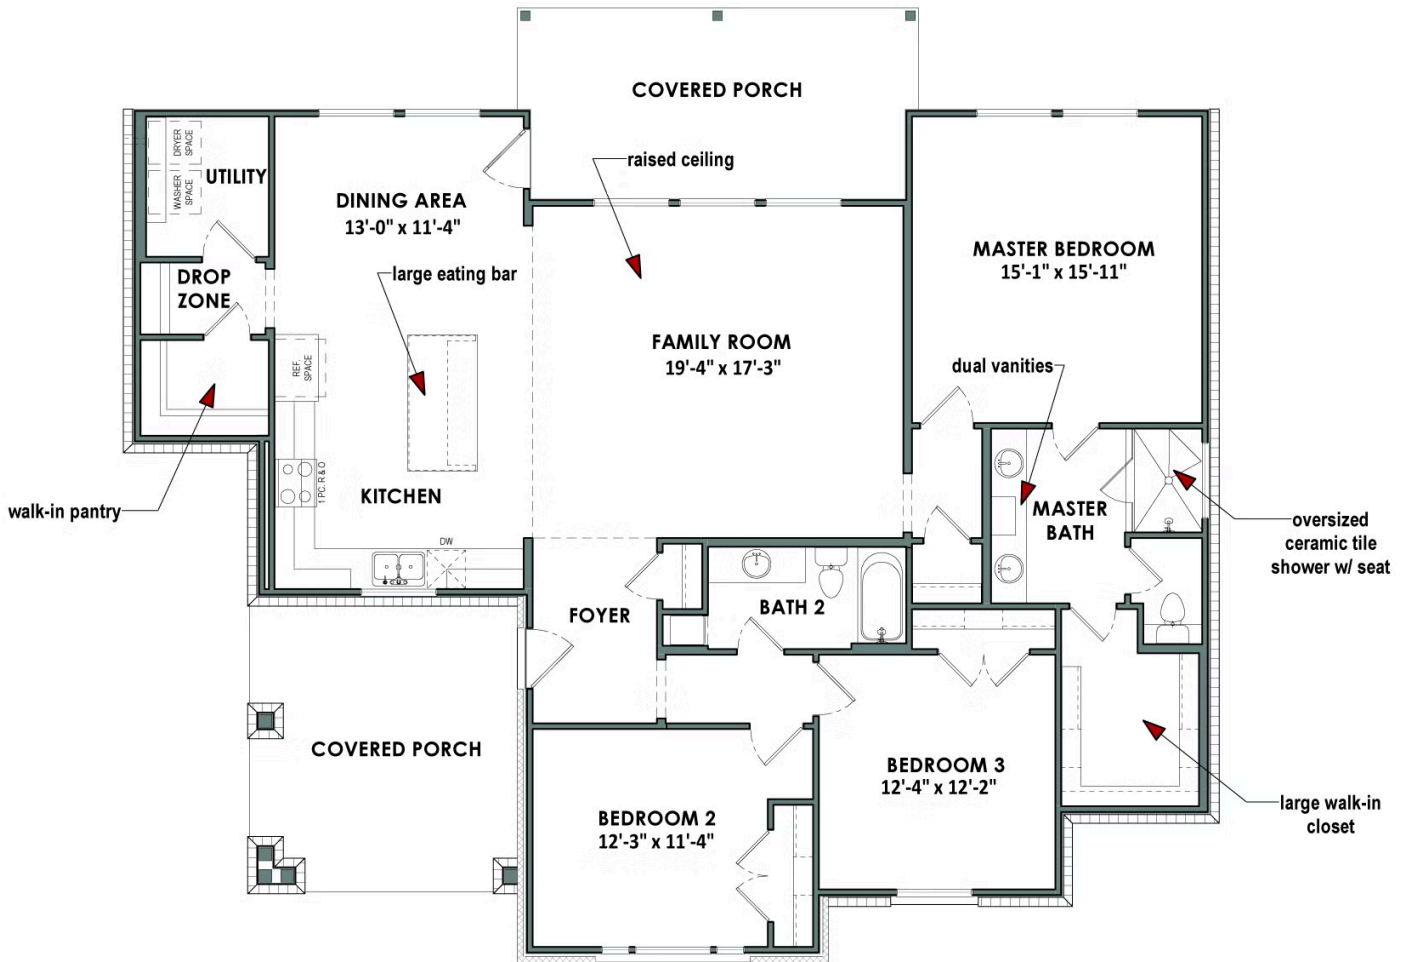 COVERED PORCH
raised ceiling
DRYER
SPACE
WASHER
SPACE
UTILITY
DINING AREA
13'-0" x 11'-4"
MASTER BEDROOM
15'-1" x 15'-11"
DROP
ZONE
large eating bar
FAMILY ROOM
19'-4" x 17'-3"
REF.
SPACE
dual vanities
1 PC. R & O
KITCHEN
walk-in pantry
MASTER
BATH
oversized
ceramic tile
shower w/ seat
DW
FOYER
BATH 2
COVERED PORCH
BEDROOM 3
12'-4" x 12'-2"
BEDROOM 2
12'-3" x 11'-4"
large walk-in
closet